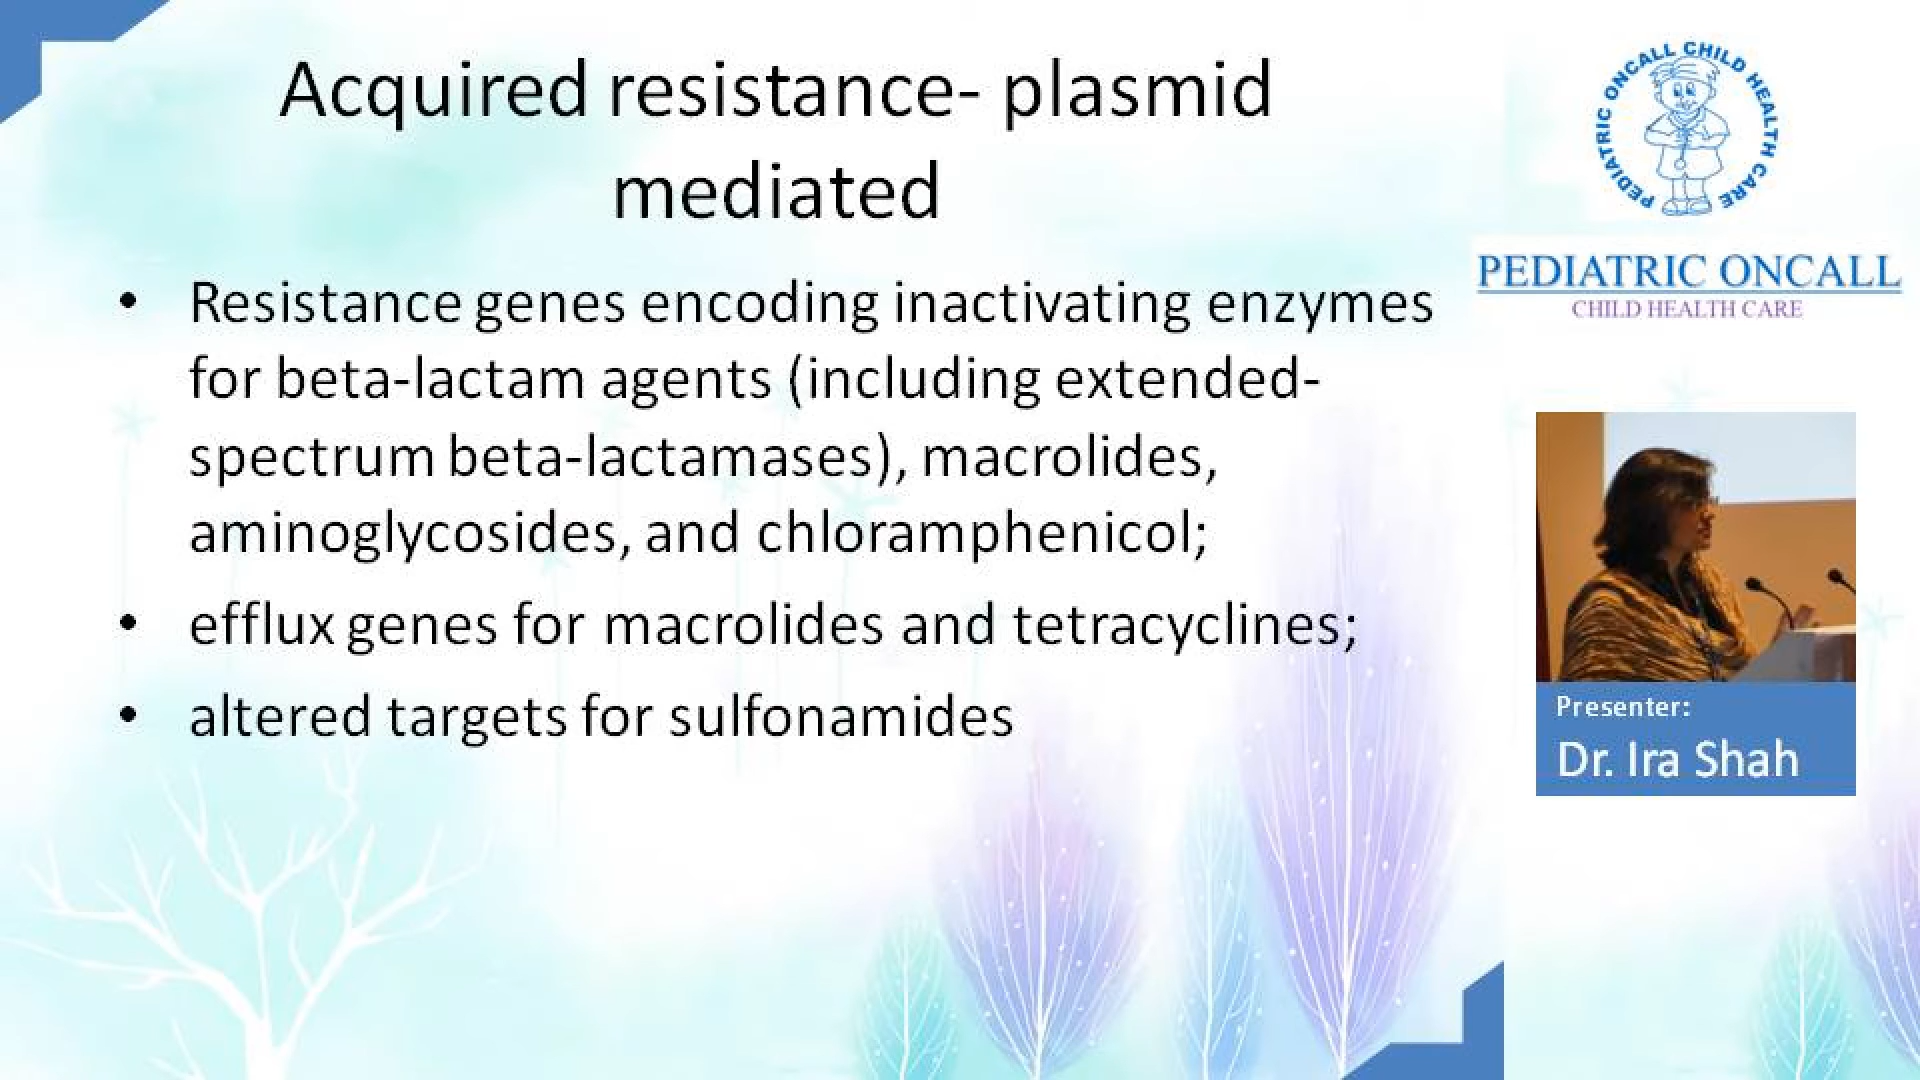 Acquired resistance- plasmid
mediated
• Resistance genes encoding inactivating enzymes
for beta-lactam agents (including extended-
spectrum beta-lactamases), macrolides,
aminoglycosides, and chloramphenicol;
• efflux genes for macrolides and tetracyclines;
• altered targets for sulfonamides
PEDIATRIC ONCALL CHILD HEALTH CARE
PEDIATRIC ONCALL
CHILD HEALTH CARE
Presenter:
Dr. Ira Shah